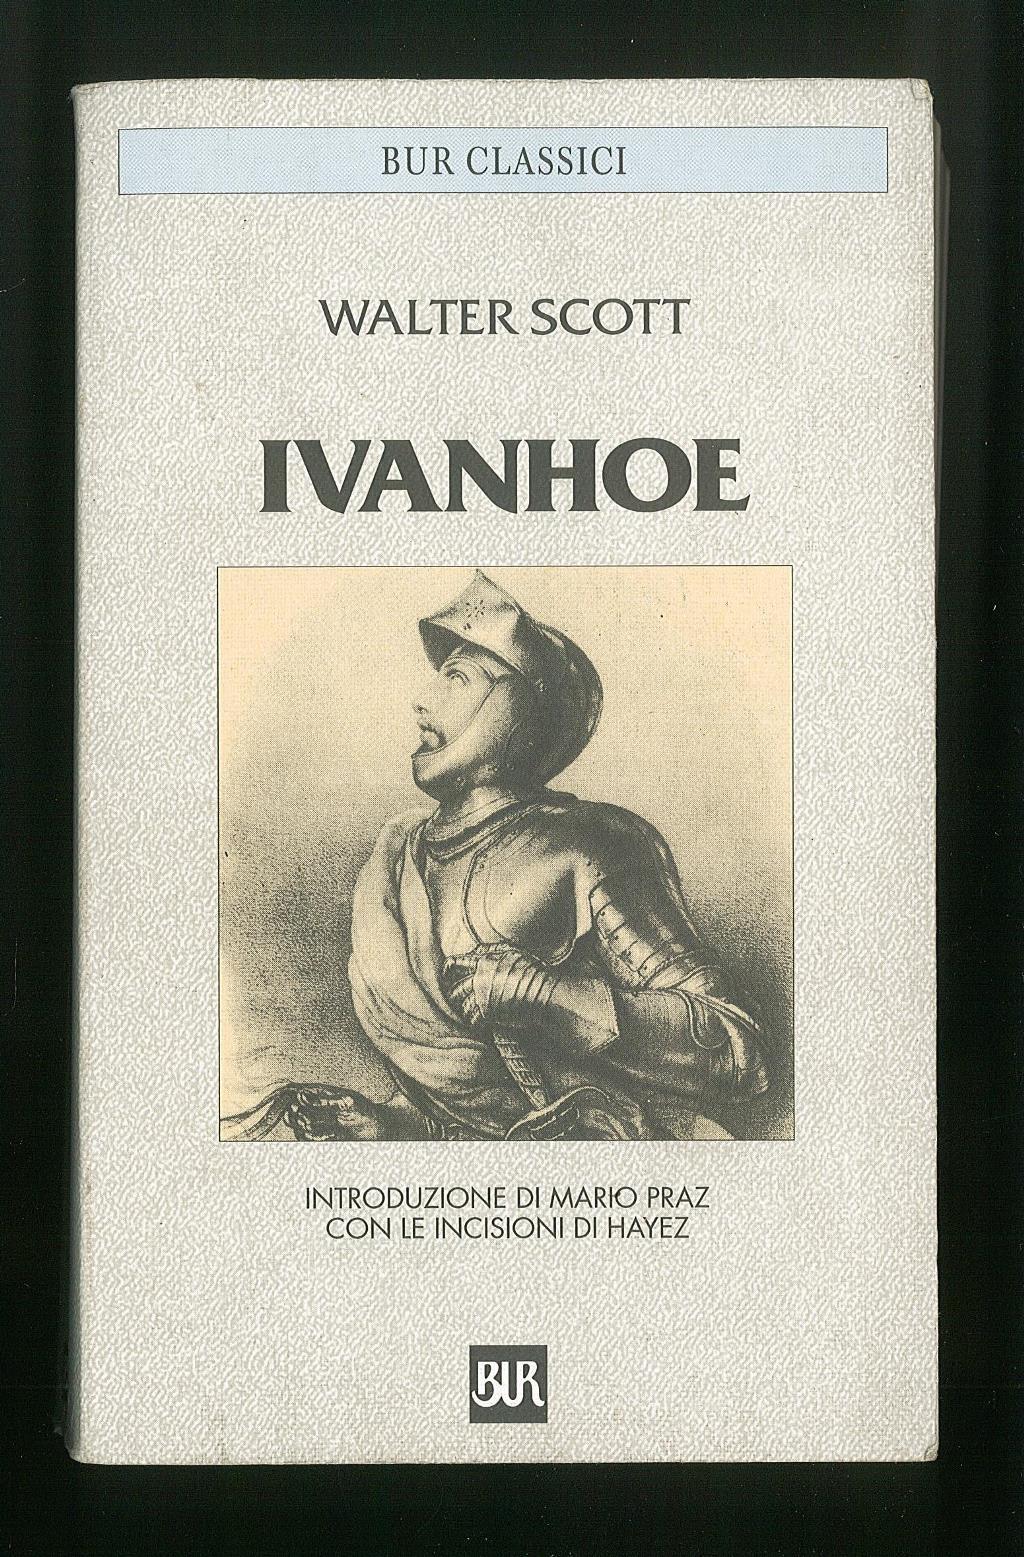 BUR CLASSICI
WALTER SCOTT
IVANHOE
INTRODUZIONE DI MARIO PRAZ
CON LE INCISIONI DI HAYEZ
BUR